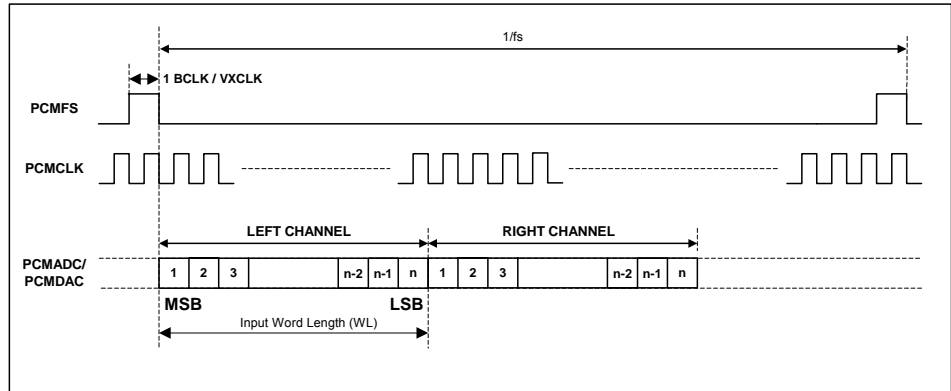 1/fs
1 BCLK / VXCLK
PCMFS
PCMCLK
LEFT CHANNEL RIGHT CHANNEL
PCMADC/
PCMDAC
1 2 3 n-2 n-1 n 1 2 3 n-2 n-1 n
MSB LSB
Input Word Length (WL)